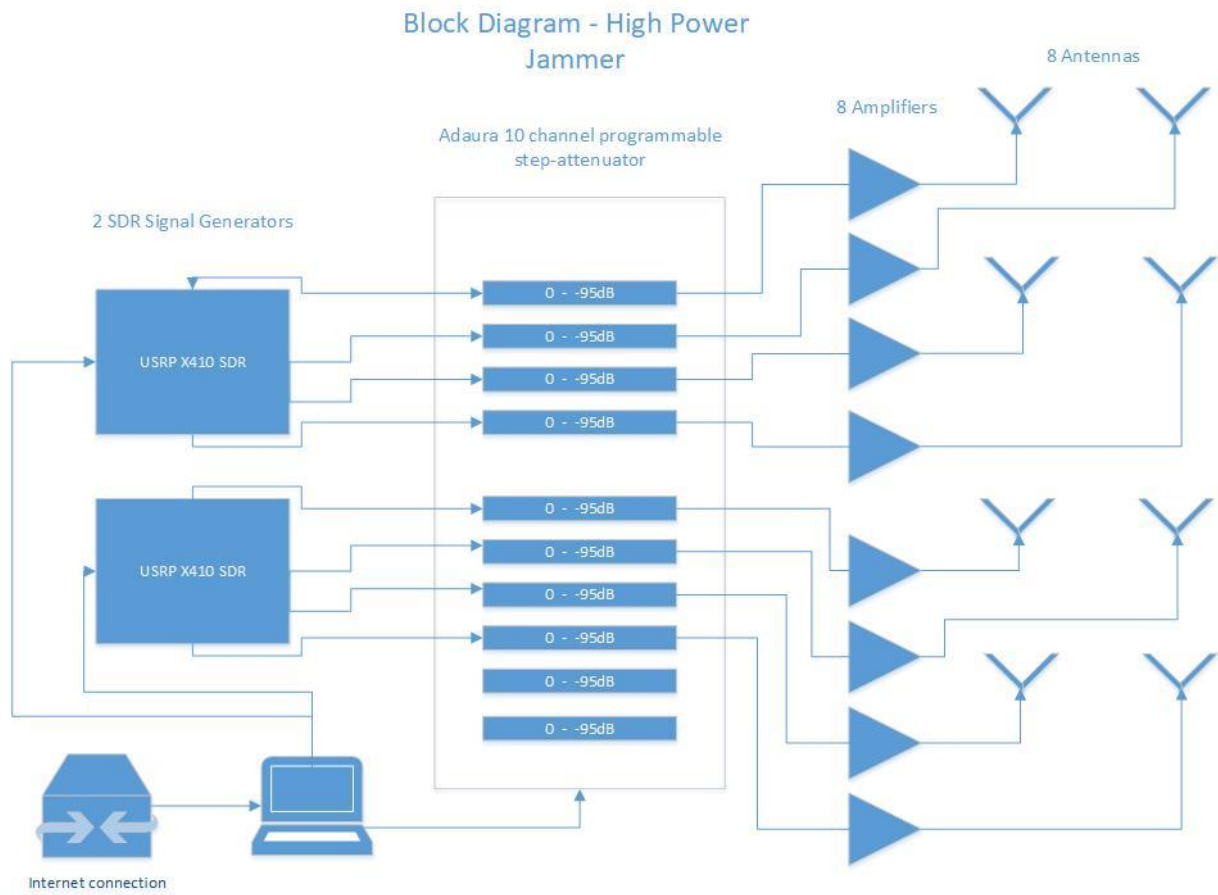 Block Diagram - High Power
Jammer
8 Antennas
8 Amplifiers
Adaura 10 channel programmable
step-attenuator
2 SDR Signal Generators
0 - -95dB
0 - -95dB
0 - -95dB
0 - -95dB
USRP X410 SDR
0 - -95dB
0 - -95dB
0 - -95dB
0 - -95dB
0 - -95dB
0 - -95dB
USRP X410 SDR
Internet connection